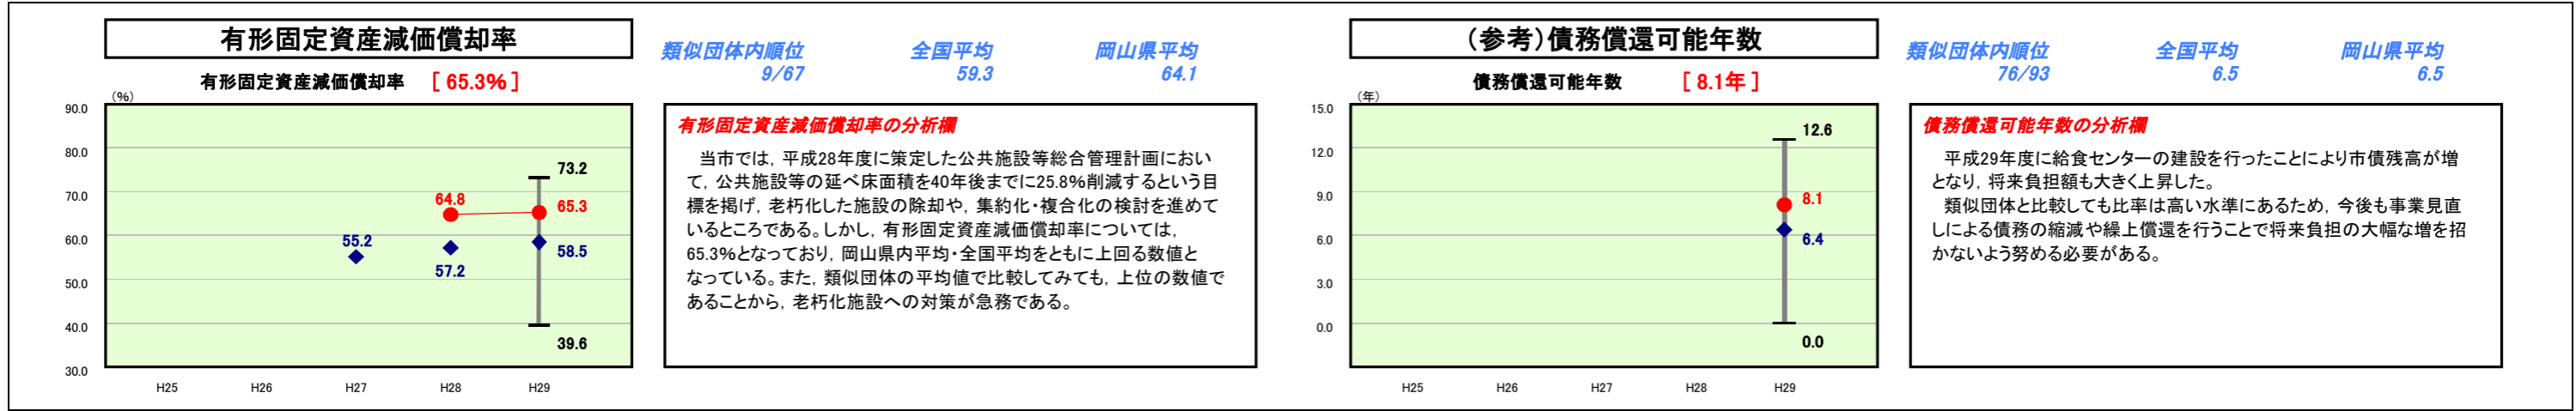 有形固定資産減価償却率
有形固定資産減価償却率 [ 65.3% ]
類似団体内順位 全国平均 岡山県平均
9/67 59.3 64.1
(%)
90.0
80.0
70.0
60.0
50.0
40.0
30.0
73.2
64.8
65.3
55.2
57.2
58.5
39.6
H25 H26 H27 H28 H29
有形固定資産減価償却率の分析欄
当市では,平成28年度に策定した公共施設等総合管理計画におい
て,公共施設等の延べ床面積を40年後までに25.8%削減するという目
標を掲げ,老朽化した施設の除却や,集約化・複合化の検討を進めて
いるところである。しかし,有形固定資産減価償却率については,
65.3%となっており,岡山県内平均・全国平均をともに上回る数値と
なっている。また,類似団体の平均値で比較してみても,上位の数値で
あることから,老朽化施設への対策が急務である。
(参考)債務償還可能年数
債務償還可能年数 [ 8.1年 ]
類似団体内順位 全国平均 岡山県平均
76/93 6.5 6.5
(年)
15.0
12.0
9.0
6.0
3.0
0.0
12.6
8.1
6.4
0.0
H25 H26 H27 H28 H29
債務償還可能年数の分析欄
平成29年度に給食センターの建設を行ったことにより市債残高が増
となり,将来負担額も大きく上昇した。
類似団体と比較しても比率は高い水準にあるため,今後も事業見直
しによる債務の縮減や繰上償還を行うことで将来負担の大幅な増を招
かないよう努める必要がある。